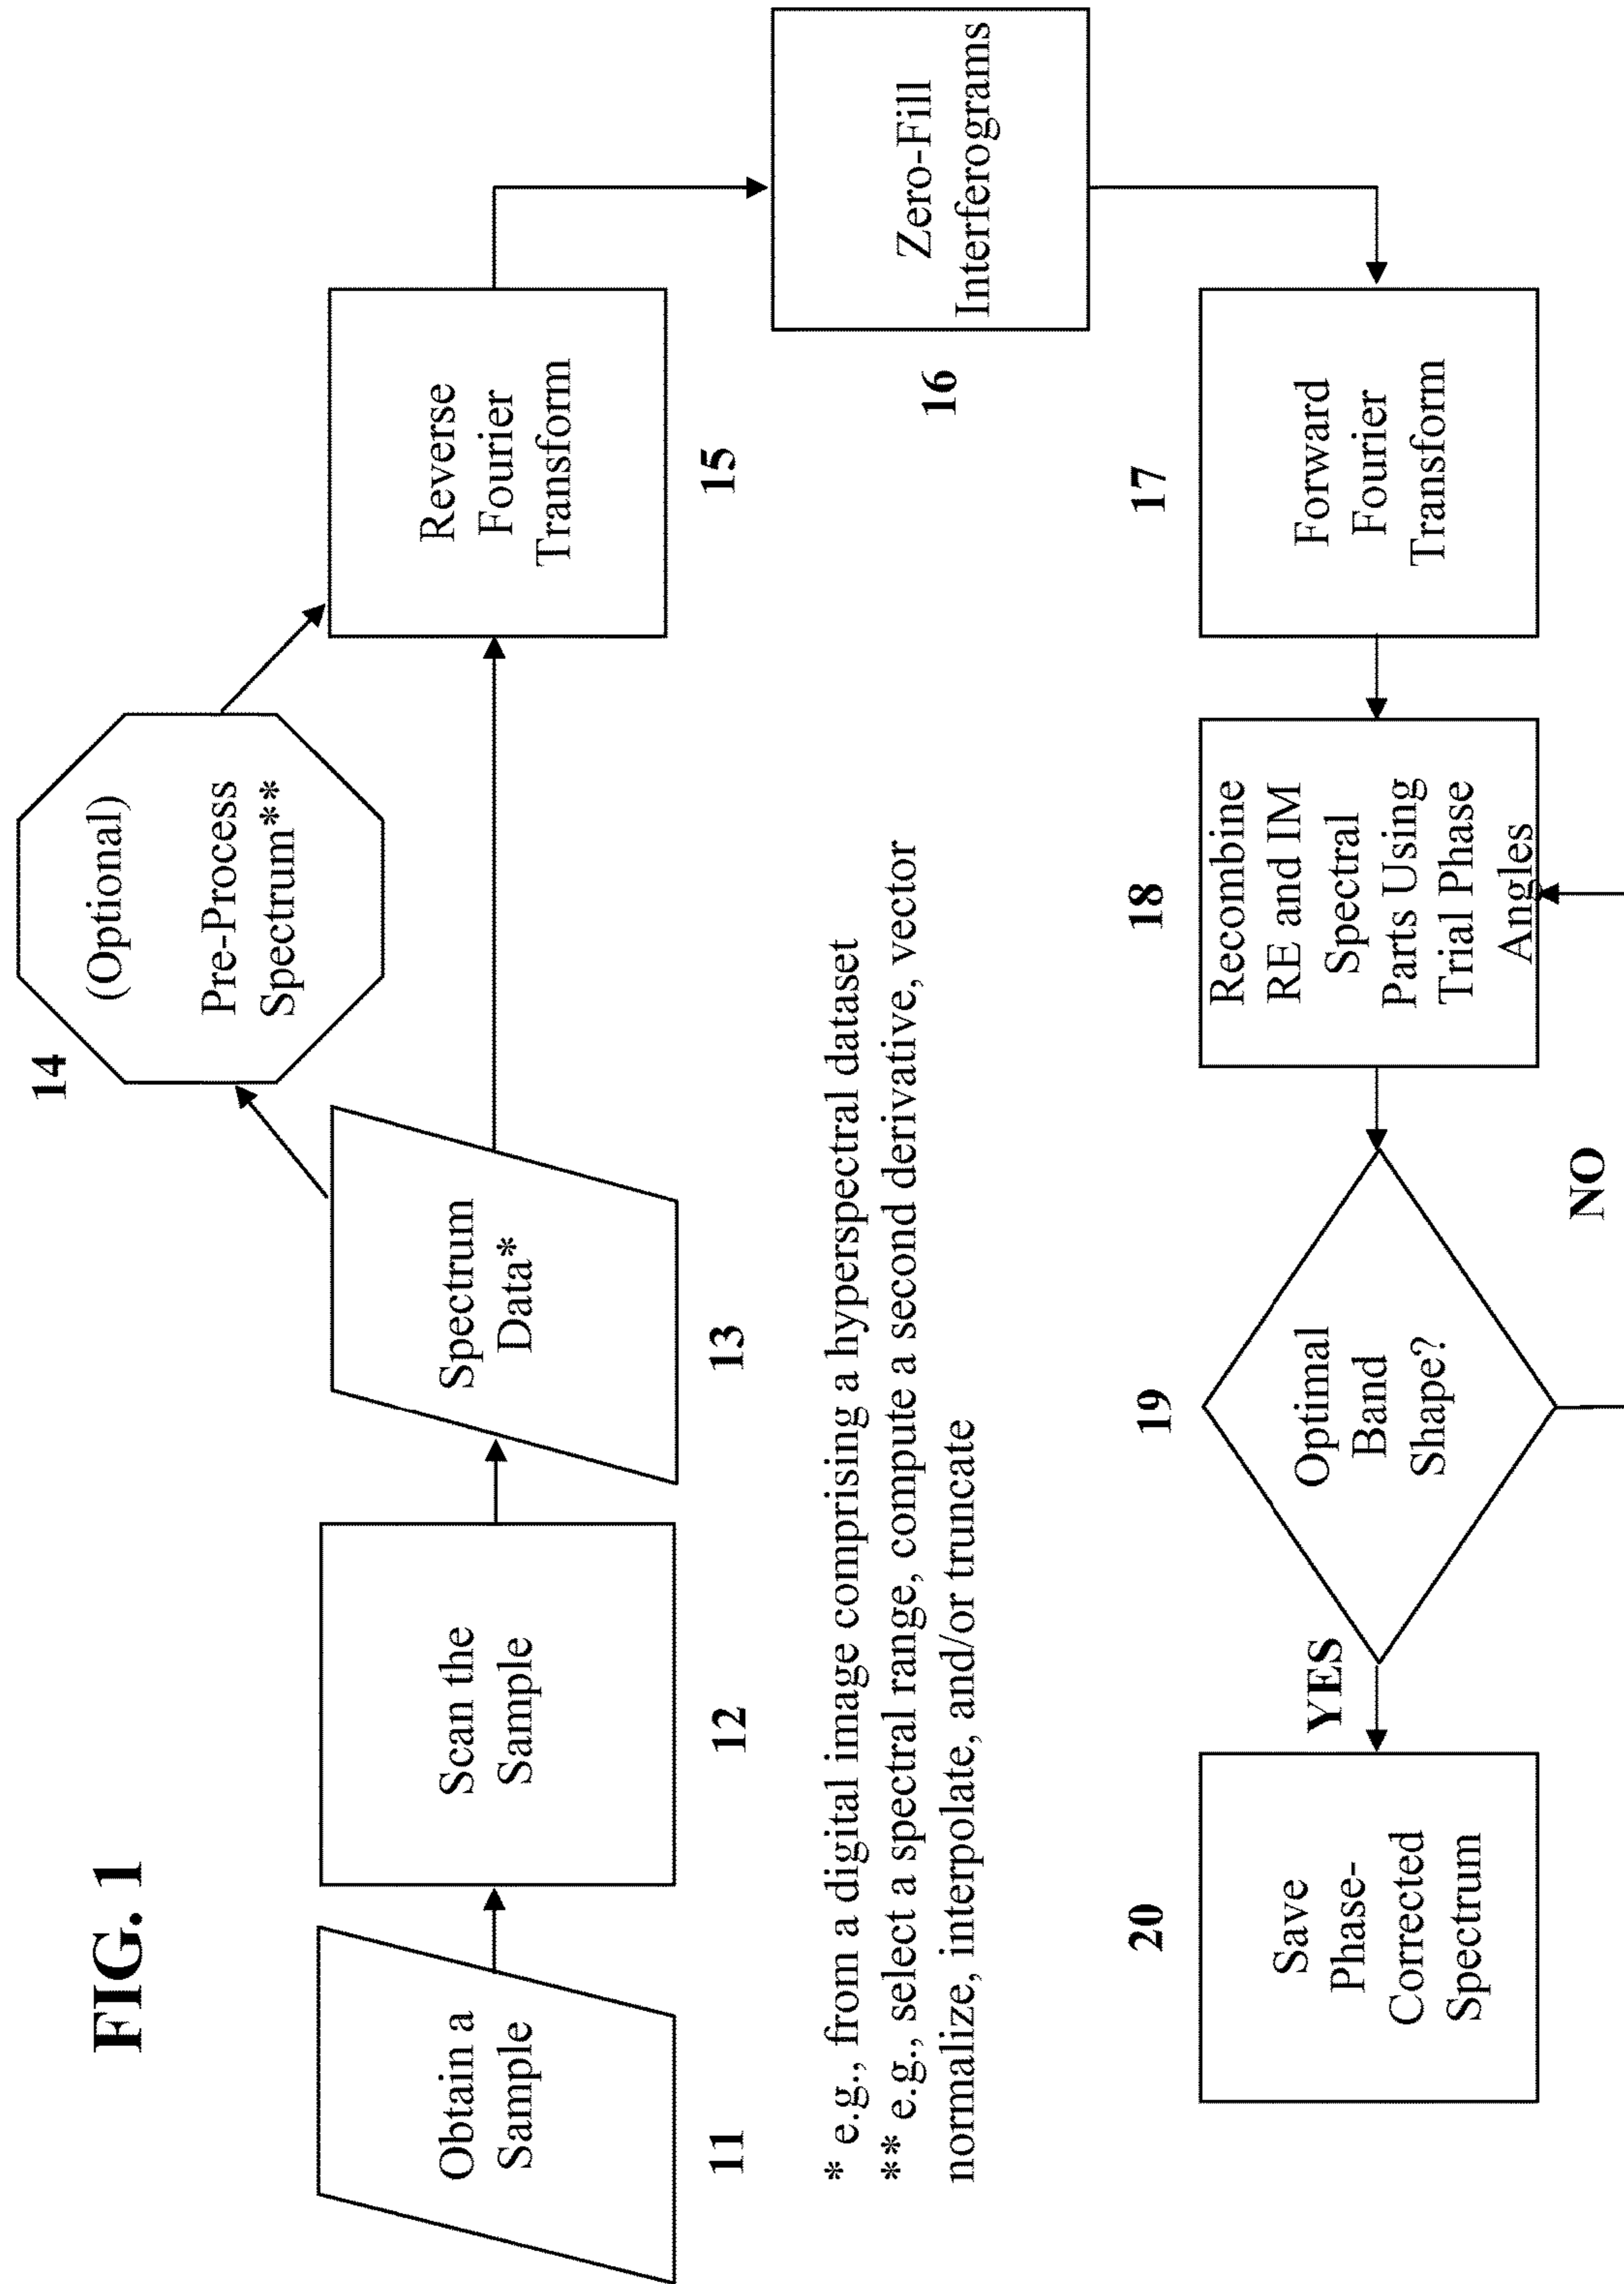 FIG. 1
Obtain a
Sample
11
Scan the
Sample
12
Spectrum
Data*
13
14
(Optional)
Pre-Process
Spectrum**
Reverse
Fourier
Transform
15
Zero-Fill
Interferograms
16
* e.g., from a digital image comprising a hyperspectral dataset
** e.g., select a spectral range, compute a second derivative, vector
normalize, interpolate, and/or truncate
17
Forward
Fourier
Transform
18
Recombine
RE and IM
Spectral
Parts Using
Trial Phase
Angles
19
Optimal
Band
Shape?
NO
YES
20
Save
Phase-
Corrected
Spectrum